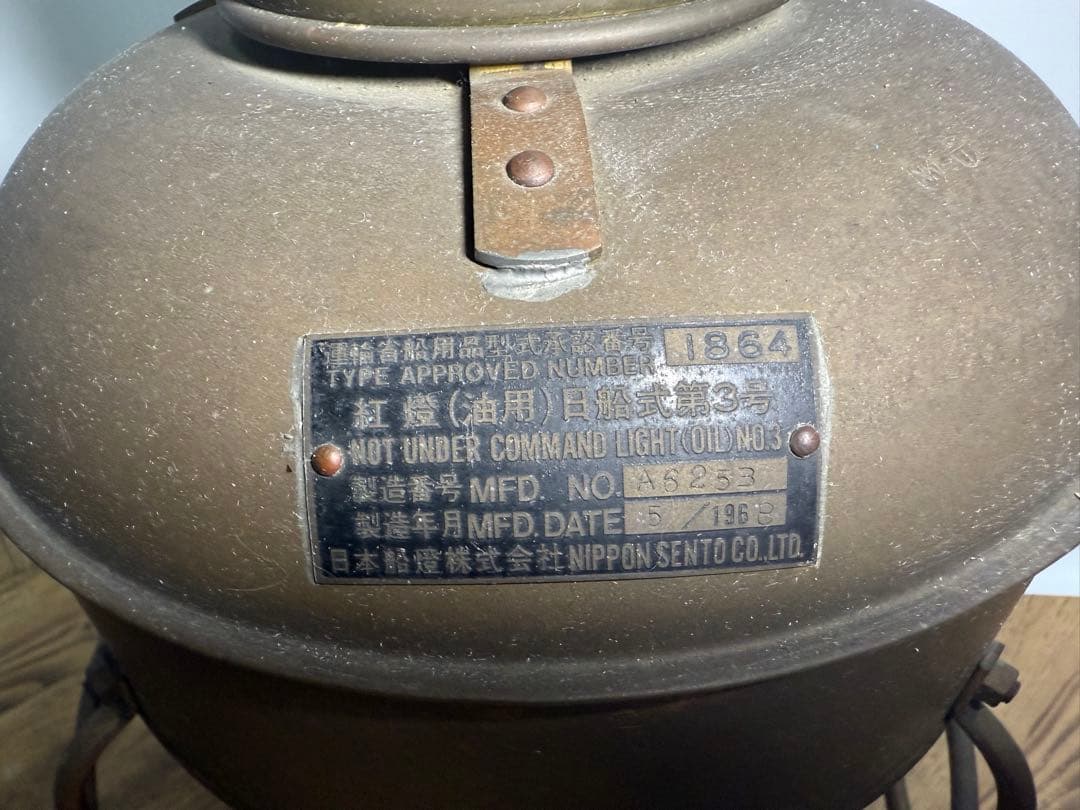 運輸省船用品型式承認番号 1864
TYPE APPROVED NUMBER
紅燈(油用)日船式第3号
NOT UNDER COMMAND LIGHT(OIL)NO.3
製造番号 MFD. NO. A6253
製造年月 MFD. DATE 5/1968
日本船燈株式会社 NIPPON SENTO CO.,LTD.